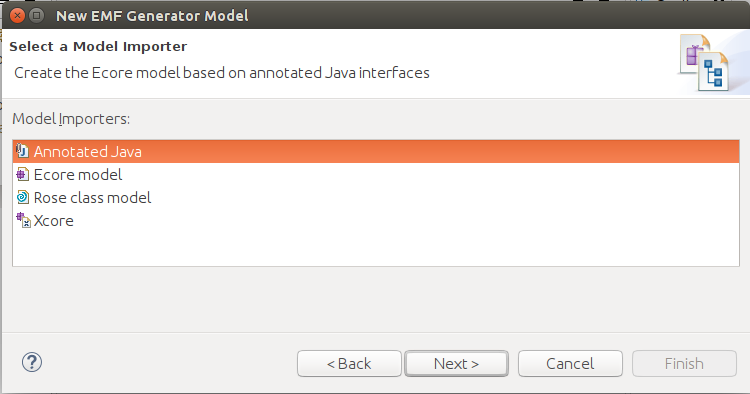 New EMF Generator Model
Select a Model Importer
Create the Ecore model based on annotated Java interfaces
Model Importers:
Annotated Java
Ecore model
Rose class model
Xcore
< Back Next > Cancel Finish